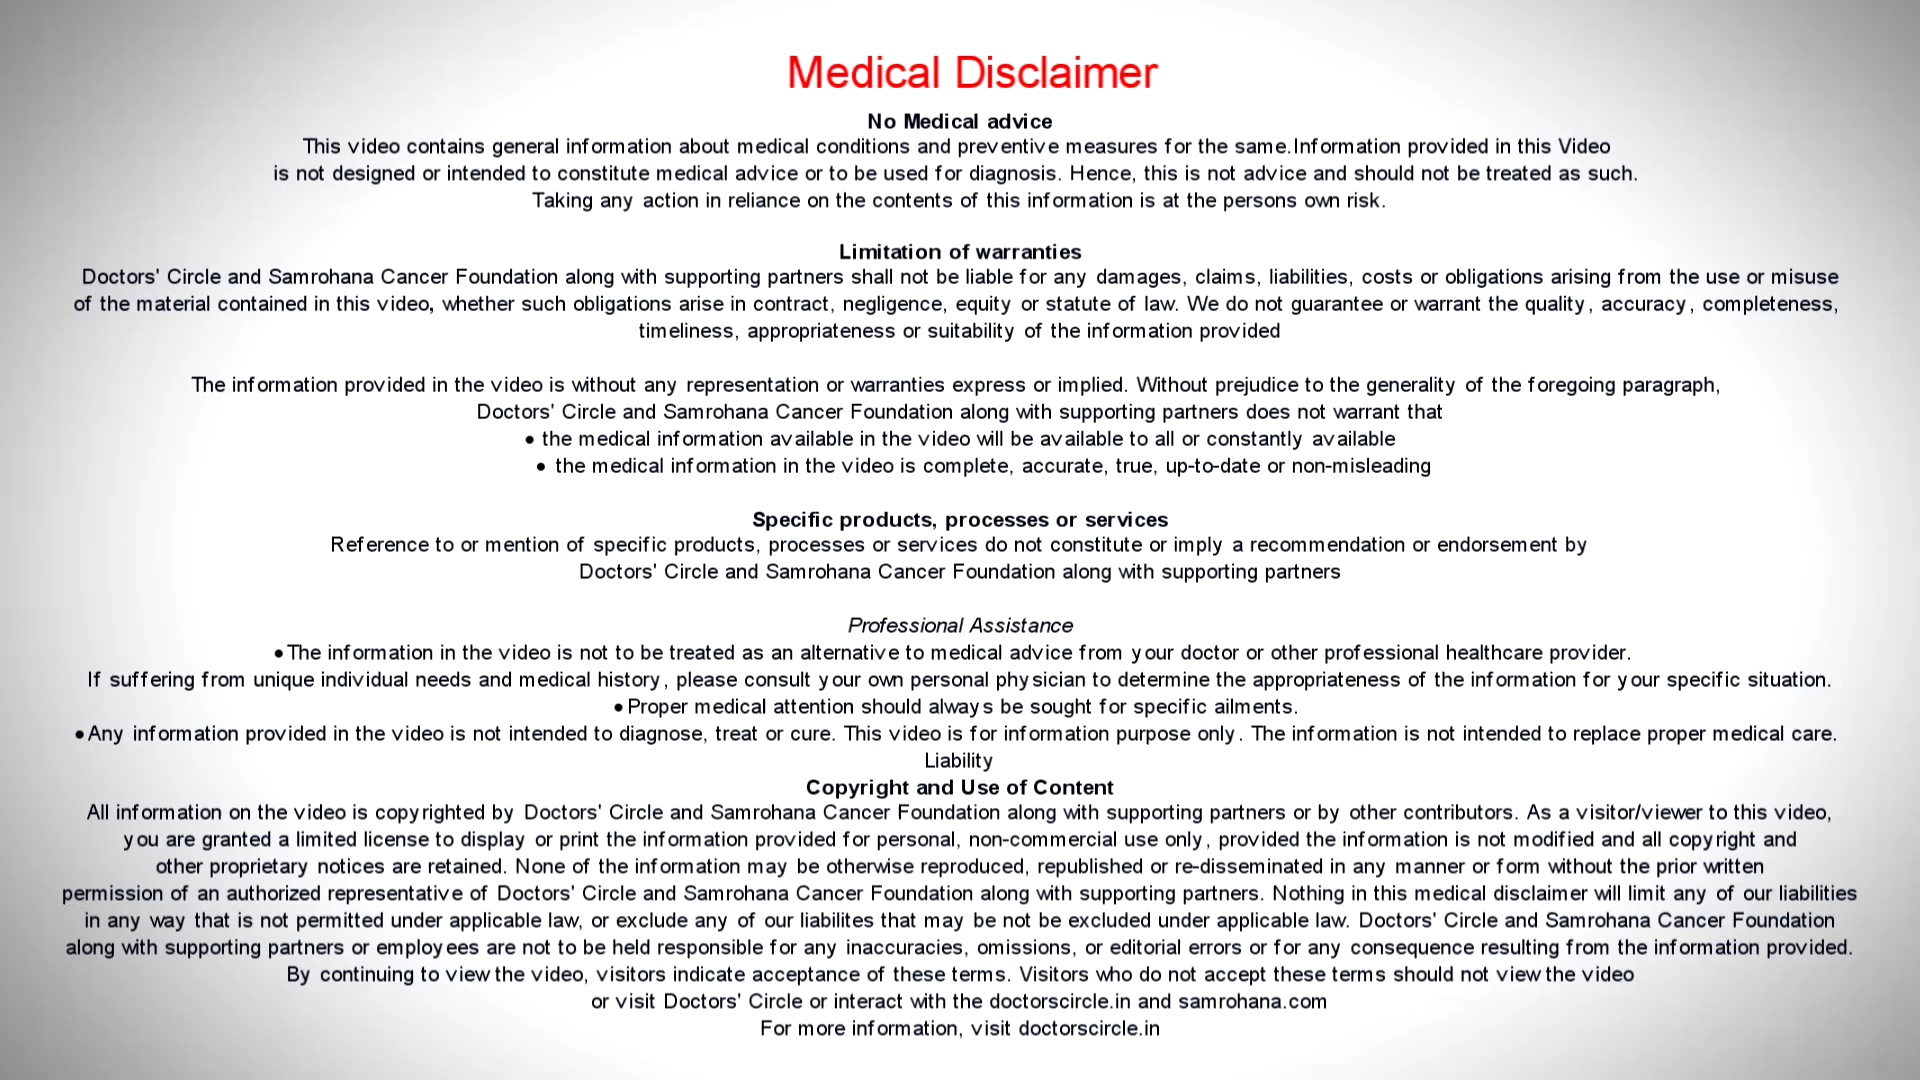 Medical Disclaimer
No Medical advice
This video contains general information about medical conditions and preventive measures for the same.Information provided in this Video
is not designed or intended to constitute medical advice or to be used for diagnosis. Hence, this is not advice and should not be treated as such.
Taking any action in reliance on the contents of this information is at the persons own risk.
Limitation of warranties
Doctors' Circle and Samrohana Cancer Foundation along with supporting partners shall not be liable for any damages, claims, liabilities, costs or obligations arising from the use or misuse
of the material contained in this video, whether such obligations arise in contract, negligence, equity or statute of law. We do not guarantee or warrant the quality, accuracy, completeness,
timeliness, appropriateness or suitability of the information provided
The information provided in the video is without any representation or warranties express or implied. Without prejudice to the generality of the foregoing paragraph,
Doctors' Circle and Samrohana Cancer Foundation along with supporting partners does not warrant that
• the medical information available in the video will be available to all or constantly available
• the medical information in the video is complete, accurate, true, up-to-date or non-misleading
Specific products, processes or services
Reference to or mention of specific products, processes or services do not constitute or imply a recommendation or endorsement by
Doctors' Circle and Samrohana Cancer Foundation along with supporting partners
Professional Assistance
•The information in the video is not to be treated as an alternative to medical advice from your doctor or other professional healthcare provider.
If suffering from unique individual needs and medical history, please consult your own personal physician to determine the appropriateness of the information for your specific situation.
•Proper medical attention should always be sought for specific ailments.
•Any information provided in the video is not intended to diagnose, treat or cure. This video is for information purpose only. The information is not intended to replace proper medical care.
Liability
Copyright and Use of Content
All information on the video is copyrighted by Doctors' Circle and Samrohana Cancer Foundation along with supporting partners or by other contributors. As a visitor/viewer to this video,
you are granted a limited license to display or print the information provided for personal, non-commercial use only, provided the information is not modified and all copyright and
other proprietary notices are retained. None of the information may be otherwise reproduced, republished or re-disseminated in any manner or form without the prior written
permission of an authorized representative of Doctors' Circle and Samrohana Cancer Foundation along with supporting partners. Nothing in this medical disclaimer will limit any of our liabilities
in any way that is not permitted under applicable law, or exclude any of our liabilites that may be not be excluded under applicable law. Doctors' Circle and Samrohana Cancer Foundation
along with supporting partners or employees are not to be held responsible for any inaccuracies, omissions, or editorial errors or for any consequence resulting from the information provided.
By continuing to view the video, visitors indicate acceptance of these terms. Visitors who do not accept these terms should not view the video
or visit Doctors' Circle or interact with the doctorscircle.in and samrohana.com
For more information, visit doctorscircle.in